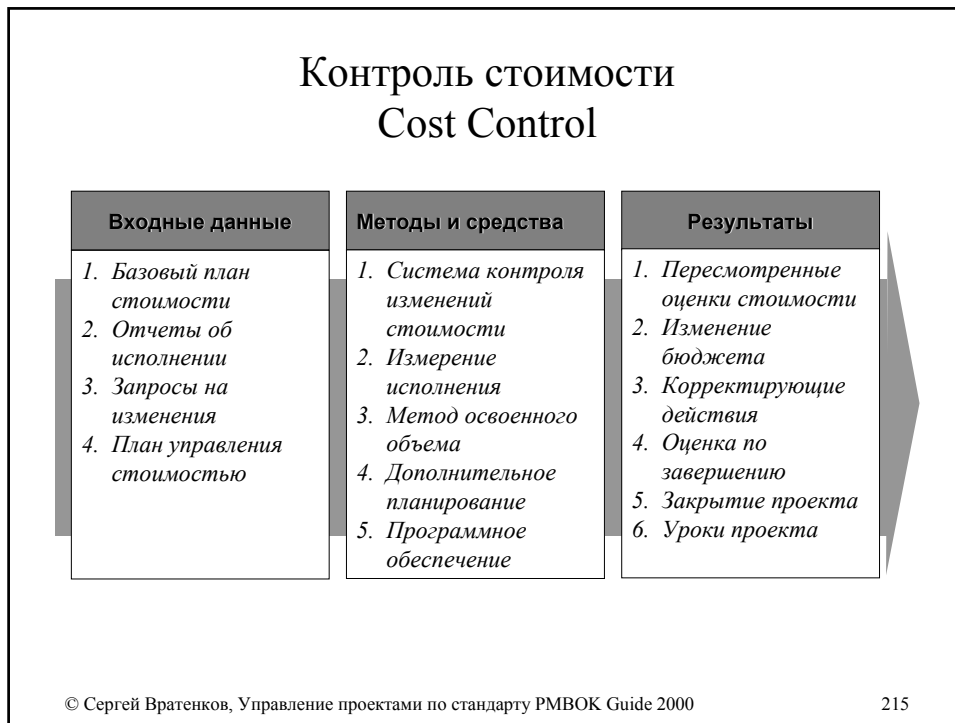 Контроль стоимости
Cost Control
Входные данные
1. Базовый план
стоимости
2. Отчеты об
исполнении
3. Запросы на
изменения
4. План управления
стоимостью
Методы и средства
1. Система контроля
изменений
стоимости
2. Измерение
исполнения
3. Метод освоенного
объема
4. Дополнительное
планирование
5. Программное
обеспечение
Результаты
1. Пересмотренные
оценки стоимости
2. Изменение
бюджета
3. Корректирующие
действия
4. Оценка по
завершению
5. Закрытие проекта
6. Уроки проекта
© Сергей Вратенков, Управление проектами по стандарту PMBOK Guide 2000 215